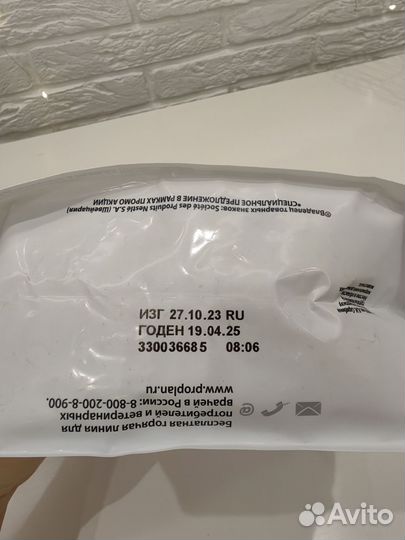 ®Владелец товарных знаков: Société des Produits Nestlé S.A. (Швейцария)
*СПЕЦИАЛЬНОЕ ПРЕДЛОЖЕНИЕ В РАМКАХ ПРОМО АКЦИИ
ИЗГ 27.10.23 RU
ГОДЕН 19.04.25
330036685 08:06
Бесплатная горячая линия для
потребителей и ветеринарных
врачей в России: 8-800-200-8-900,
www.proplan.ru
Avito